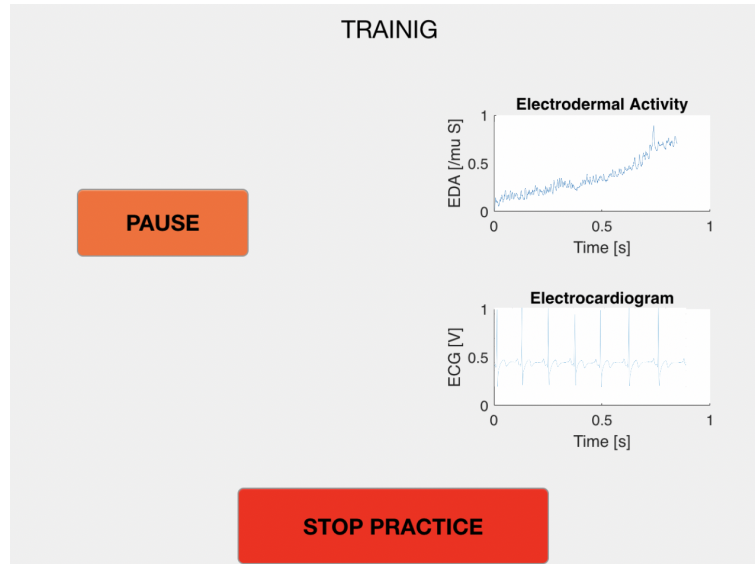 TRAINIG
PAUSE
Electrodermal Activity
EDA [/mu S]
1
0.5
0
0
0.5
1
Time [s]
Electrocardiogram
ECG [V]
1
0.5
0
0
0.5
1
Time [s]
STOP PRACTICE